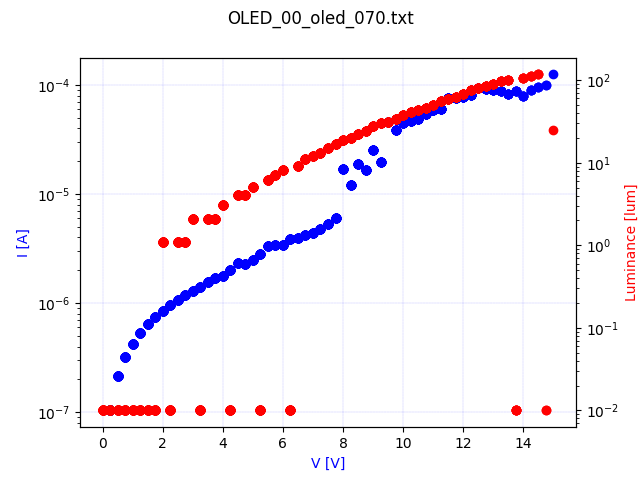 OLED_00_oled_070.txt
10⁻⁴
10⁻⁵
10⁻⁶
10⁻⁷
I [A]
10²
10¹
10⁰
10⁻¹
10⁻²
Luminance [lum]
0 2 4 6 8 10 12 14
V [V]